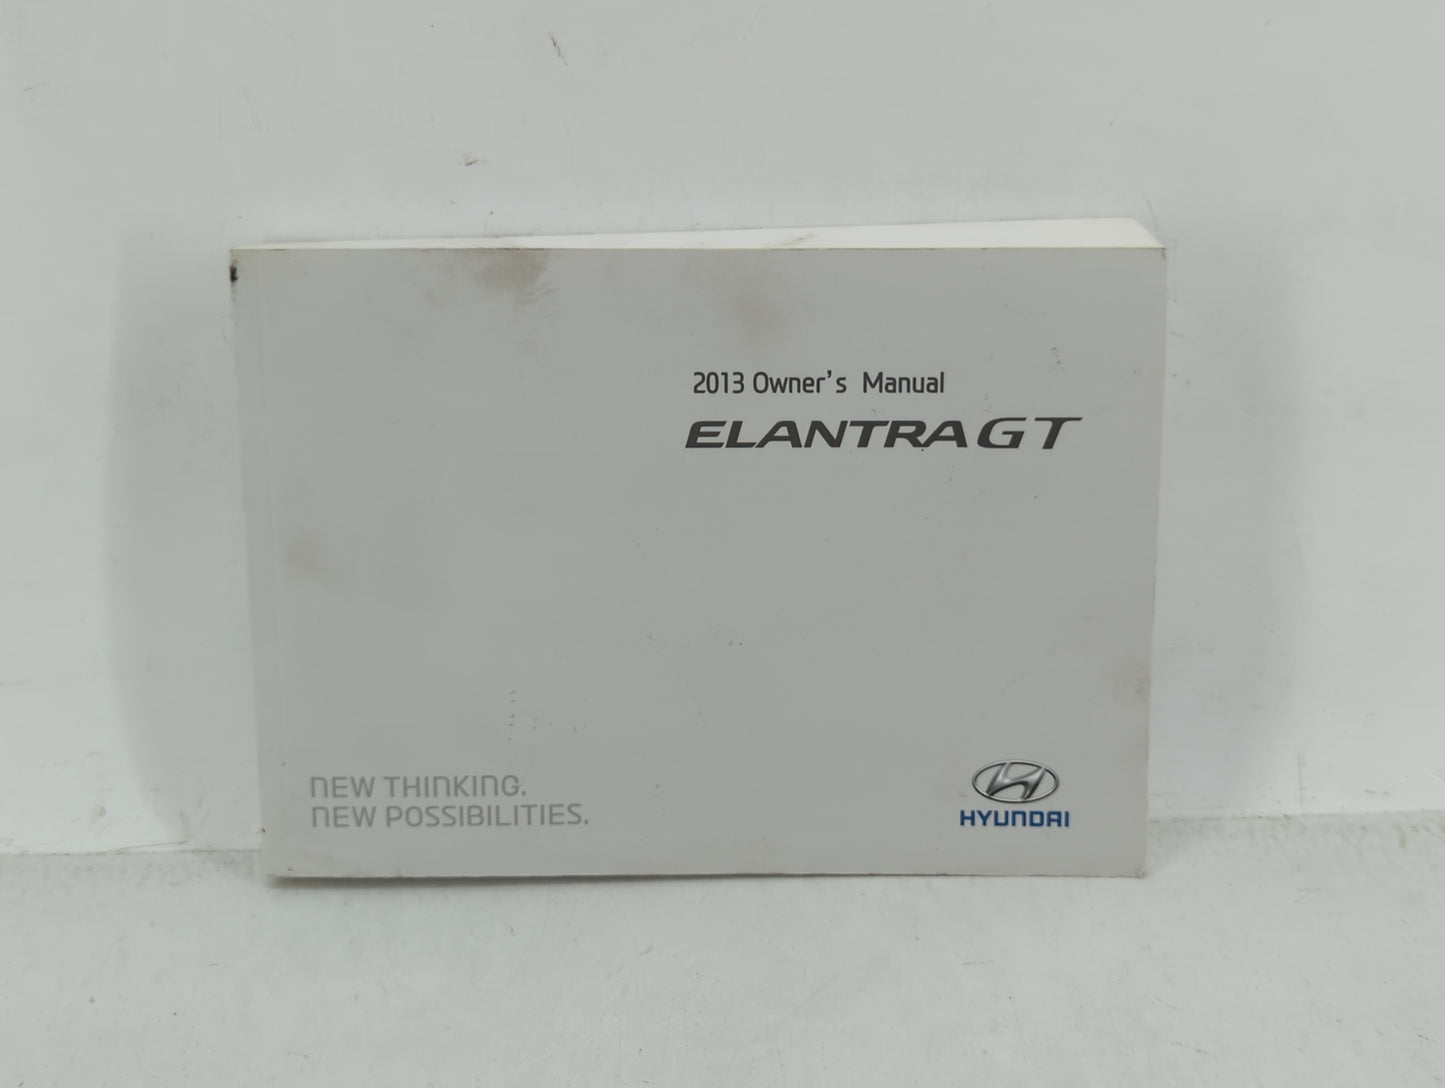 2013 Owner's Manual
ELANTRA GT
NEW THINKING.
NEW POSSIBILITIES.
HYUNDAI